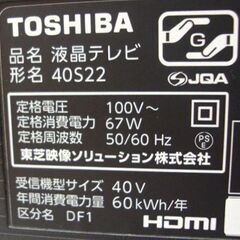 TOSHIBA
品名 液晶テレビ
形名 40S22
G
S-JQA
定格電圧 100V～
定格消費電力 67W
定格周波数 50/60 Hz
PS
E
東芝映像ソリューション株式会社
受信機型サイズ 40V
年間消費電力量 60kWh/年
区分名 DF1
HDMI